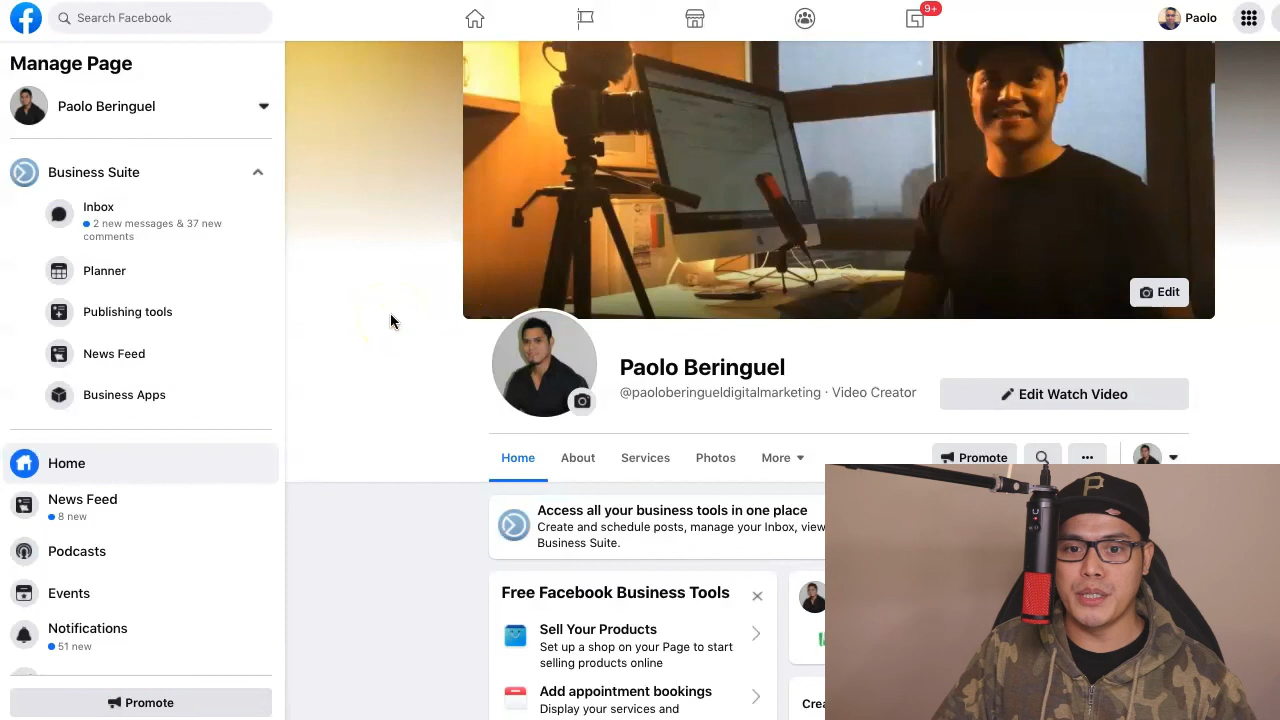 Search Facebook
9+
Paolo
Manage Page
Paolo Beringuel
Business Suite
Inbox
2 new messages & 37 new
comments
Planner
Publishing tools
News Feed
Business Apps
Home
News Feed
8 new
Podcasts
Events
Notifications
51 new
Promote
Edit
Paolo Beringuel
@paoloberingueldigitalmarketing · Video Creator
Edit Watch Video
Home
About
Services
Photos
More
Promote
Access all your business tools in one place
Create and schedule posts, manage your Inbox, view
Business Suite.
Free Facebook Business Tools
Sell Your Products
Set up a shop on your Page to start
selling products online
Add appointment bookings
Display your services and
Crea
P